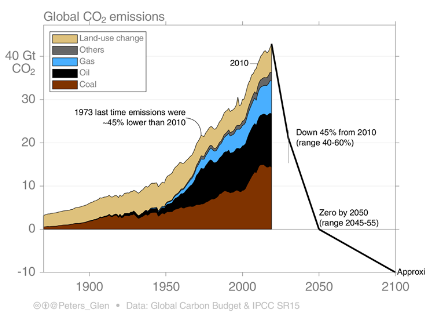 Global CO2 emissions
40 Gt
CO2
30
20
10
0
-10
Land-use change
Others
Gas
Oil
Coal
2010
1973 last time emissions were
~45% lower than 2010
Down 45% from 2010
(range 40-60%)
Zero by 2050
(range 2045-55)
Approxi
1900
1950
2000
2050
2100
@Peters_Glen • Data: Global Carbon Budget & IPCC SR15